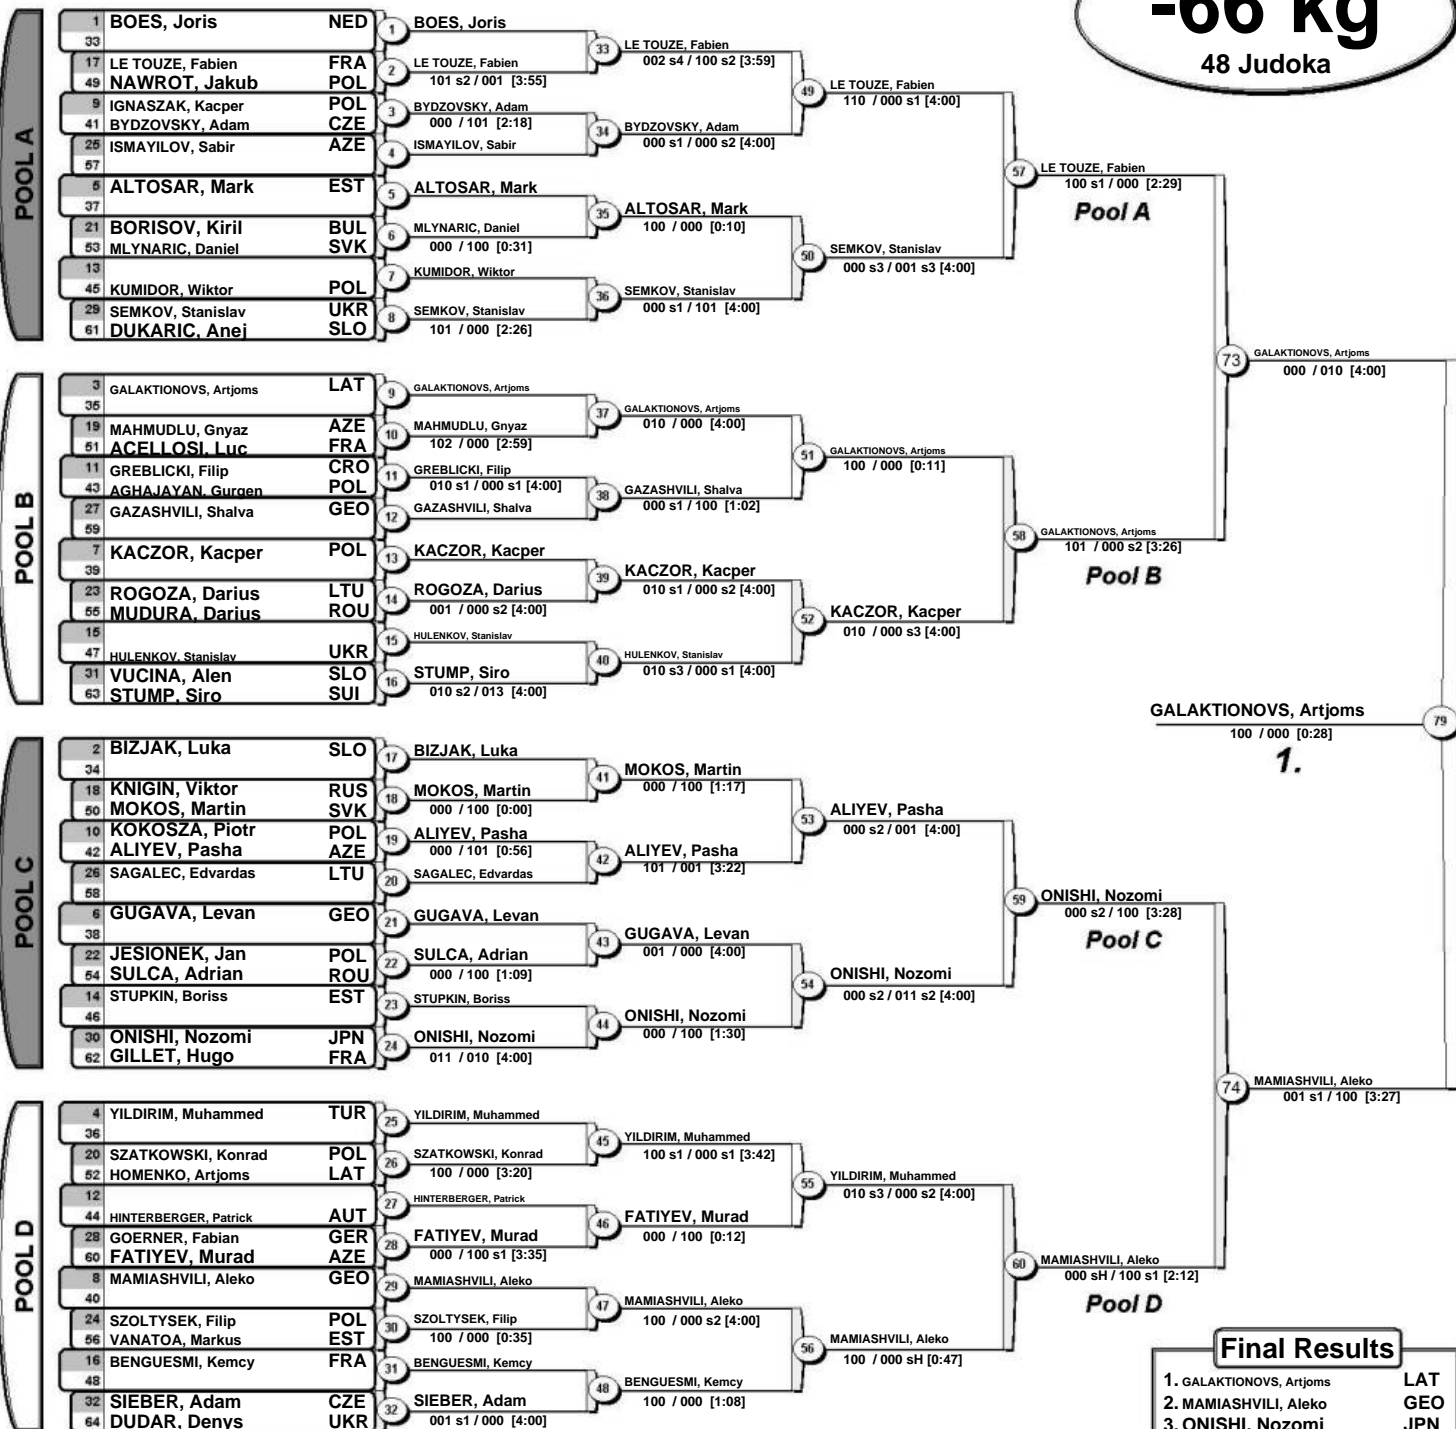 -66 kg
48 Judoka
POOL A
1 BOES, Joris NED
33
17 LE TOUZE, Fabien FRA
49 NAWROT, Jakub POL
9 IGNASZAK, Kacper POL
41 BYDZOVSKY, Adam CZE
25 ISMAYILOV, Sabir AZE
57
5 ALTOSAR, Mark EST
37
21 BORISOV, Kiril BUL
53 MLYNARIC, Daniel SVK
13
45 KUMIDOR, Wiktor POL
29 SEMKOV, Stanislav UKR
61 DUKARIC, Anej SLO
1 BOES, Joris
2 LE TOUZE, Fabien
101 s2 / 001 [3:55]
3 BYDZOVSKY, Adam
000 / 101 [2:18]
4 ISMAYILOV, Sabir
5 ALTOSAR, Mark
6 MLYNARIC, Daniel
000 / 100 [0:31]
7 KUMIDOR, Wiktor
8 SEMKOV, Stanislav
101 / 000 [2:26]
33 LE TOUZE, Fabien
002 s4 / 100 s2 [3:59]
34 BYDZOVSKY, Adam
000 s1 / 000 s2 [4:00]
35 ALTOSAR, Mark
100 / 000 [0:10]
36 SEMKOV, Stanislav
000 s1 / 101 [4:00]
49 LE TOUZE, Fabien
110 / 000 s1 [4:00]
50 SEMKOV, Stanislav
000 s3 / 001 s3 [4:00]
57 LE TOUZE, Fabien
100 s1 / 000 [2:29]
Pool A
POOL B
3 GALAKTIONOVS, Artjoms LAT
35
19 MAHMUDLU, Gnyaz AZE
51 ACELLOSI, Luc FRA
11 GREBLICKI, Filip CRO
43 AGHAJAYAN, Gurgen POL
27 GAZASHVILI, Shalva GEO
59
7 KACZOR, Kacper POL
39
23 ROGOZA, Darius LTU
55 MUDURA, Darius ROU
15
47 HULENKOV, Stanislav UKR
31 VUCINA, Alen SLO
63 STUMP, Siro SUI
9 GALAKTIONOVS, Artjoms
10 MAHMUDLU, Gnyaz
102 / 000 [2:59]
11 GREBLICKI, Filip
010 s1 / 000 s1 [4:00]
12 GAZASHVILI, Shalva
13 KACZOR, Kacper
14 ROGOZA, Darius
001 / 000 s2 [4:00]
15 HULENKOV, Stanislav
16 STUMP, Siro
010 s2 / 013 [4:00]
37 GALAKTIONOVS, Artjoms
010 / 000 [4:00]
38 GAZASHVILI, Shalva
000 s1 / 100 [1:02]
39 KACZOR, Kacper
010 s1 / 000 s2 [4:00]
40 HULENKOV, Stanislav
010 s3 / 000 s1 [4:00]
51 GALAKTIONOVS, Artjoms
100 / 000 [0:11]
52 KACZOR, Kacper
010 / 000 s3 [4:00]
58 GALAKTIONOVS, Artjoms
101 / 000 s2 [3:26]
Pool B
73 GALAKTIONOVS, Artjoms
000 / 010 [4:00]
GALAKTIONOVS, Artjoms 79
100 / 000 [0:28]
1.
POOL C
2 BIZJAK, Luka SLO
34
18 KNIGIN, Viktor RUS
50 MOKOS, Martin SVK
10 KOKOSZA, Piotr POL
42 ALIYEV, Pasha AZE
26 SAGALEC, Edvardas LTU
58
6 GUGAVA, Levan GEO
38
22 JESIONEK, Jan POL
54 SULCA, Adrian ROU
14 STUPKIN, Boriss EST
46
30 ONISHI, Nozomi JPN
62 GILLET, Hugo FRA
17 BIZJAK, Luka
18 MOKOS, Martin
000 / 100 [0:00]
19 ALIYEV, Pasha
000 / 101 [0:56]
20 SAGALEC, Edvardas
21 GUGAVA, Levan
22 SULCA, Adrian
000 / 100 [1:09]
23 STUPKIN, Boriss
24 ONISHI, Nozomi
011 / 010 [4:00]
41 MOKOS, Martin
000 / 100 [1:17]
42 ALIYEV, Pasha
101 / 001 [3:22]
43 GUGAVA, Levan
001 / 000 [4:00]
44 ONISHI, Nozomi
000 / 100 [1:30]
53 ALIYEV, Pasha
000 s2 / 001 [4:00]
54 ONISHI, Nozomi
000 s2 / 011 s2 [4:00]
59 ONISHI, Nozomi
000 s2 / 100 [3:28]
Pool C
POOL D
4 YILDIRIM, Muhammed TUR
36
20 SZATKOWSKI, Konrad POL
52 HOMENKO, Artjoms LAT
12
44 HINTERBERGER, Patrick AUT
28 GOERNER, Fabian GER
60 FATIYEV, Murad AZE
8 MAMIASHVILI, Aleko GEO
40
24 SZOLTYSEK, Filip POL
56 VANATOA, Markus EST
16 BENGUESMI, Kemcy FRA
48
32 SIEBER, Adam CZE
64 DUDAR, Denys UKR
25 YILDIRIM, Muhammed
26 SZATKOWSKI, Konrad
100 / 000 [3:20]
27 HINTERBERGER, Patrick
28 FATIYEV, Murad
000 / 100 s1 [3:35]
29 MAMIASHVILI, Aleko
30 SZOLTYSEK, Filip
100 / 000 [0:35]
31 BENGUESMI, Kemcy
32 SIEBER, Adam
001 s1 / 000 [4:00]
45 YILDIRIM, Muhammed
100 s1 / 000 s1 [3:42]
46 FATIYEV, Murad
000 / 100 [0:12]
47 MAMIASHVILI, Aleko
100 / 000 s2 [4:00]
48 BENGUESMI, Kemcy
100 / 000 [1:08]
55 YILDIRIM, Muhammed
010 s3 / 000 s2 [4:00]
56 MAMIASHVILI, Aleko
100 / 000 sH [0:47]
60 MAMIASHVILI, Aleko
000 sH / 100 s1 [2:12]
Pool D
74 MAMIASHVILI, Aleko
001 s1 / 100 [3:27]
Final Results
1. GALAKTIONOVS, Artjoms LAT
2. MAMIASHVILI, Aleko GEO
3. ONISHI, Nozomi JPN